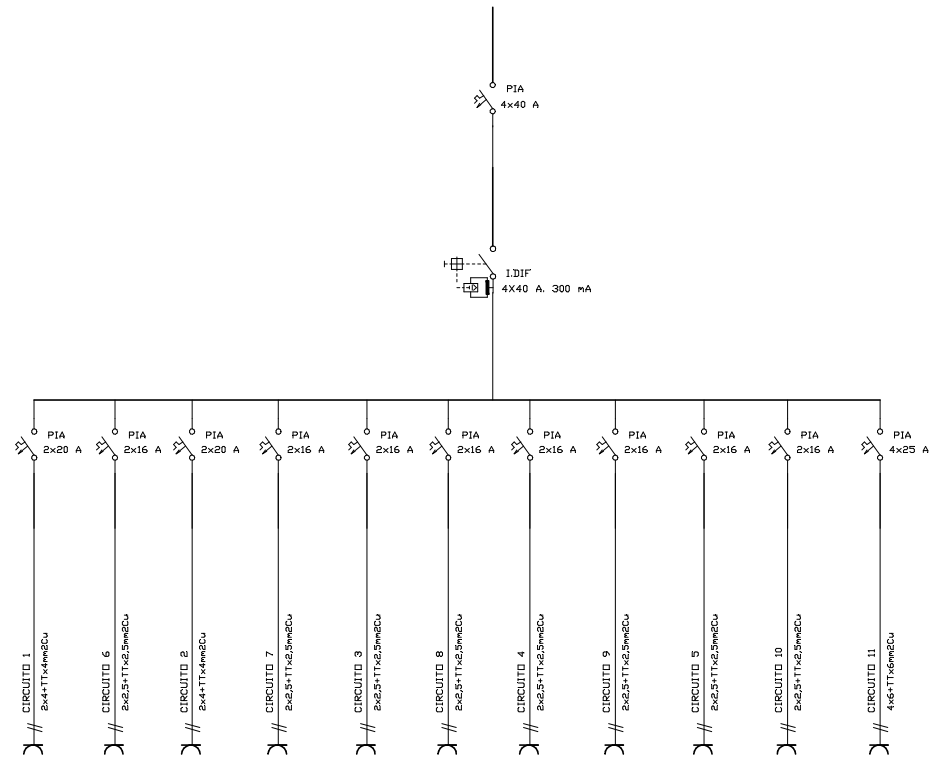 PIA
4x40 A
I.DIF
4X40 A. 300 mA
PIA
2x20 A
PIA
2x16 A
PIA
2x20 A
PIA
2x16 A
PIA
2x16 A
PIA
2x16 A
PIA
2x16 A
PIA
2x16 A
PIA
2x16 A
PIA
2x16 A
PIA
4x25 A
CIRCUITO 1
2x4+TTx4mm2Cu
CIRCUITO 6
2x2,5+TTx2,5mm2Cu
CIRCUITO 2
2x4+TTx4mm2Cu
CIRCUITO 7
2x2,5+TTx2,5mm2Cu
CIRCUITO 3
2x2,5+TTx2,5mm2Cu
CIRCUITO 8
2x2,5+TTx2,5mm2Cu
CIRCUITO 4
2x2,5+TTx2,5mm2Cu
CIRCUITO 9
2x2,5+TTx2,5mm2Cu
CIRCUITO 5
2x2,5+TTx2,5mm2Cu
CIRCUITO 10
2x2,5+TTx2,5mm2Cu
CIRCUITO 11
4x6+TTx6mm2Cu